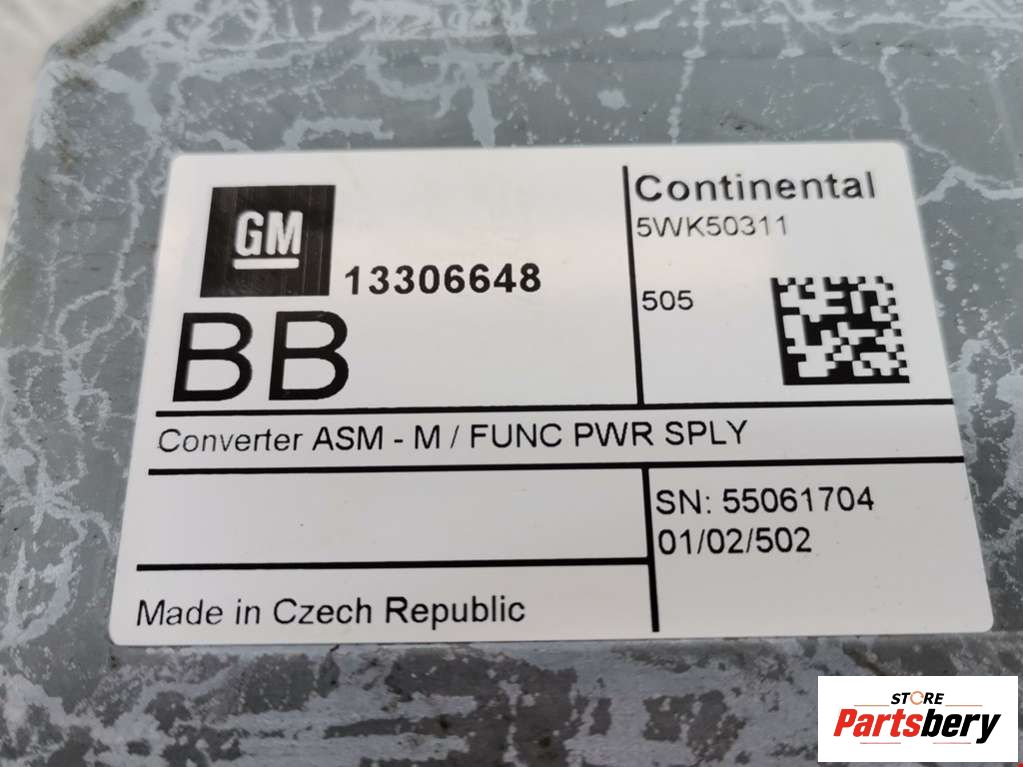 GM
13306648
BB
Continental
5WK50311
505
Converter ASM - M / FUNC PWR SPLY
SN: 55061704
01/02/502
Made in Czech Republic
STORE
Partsbery